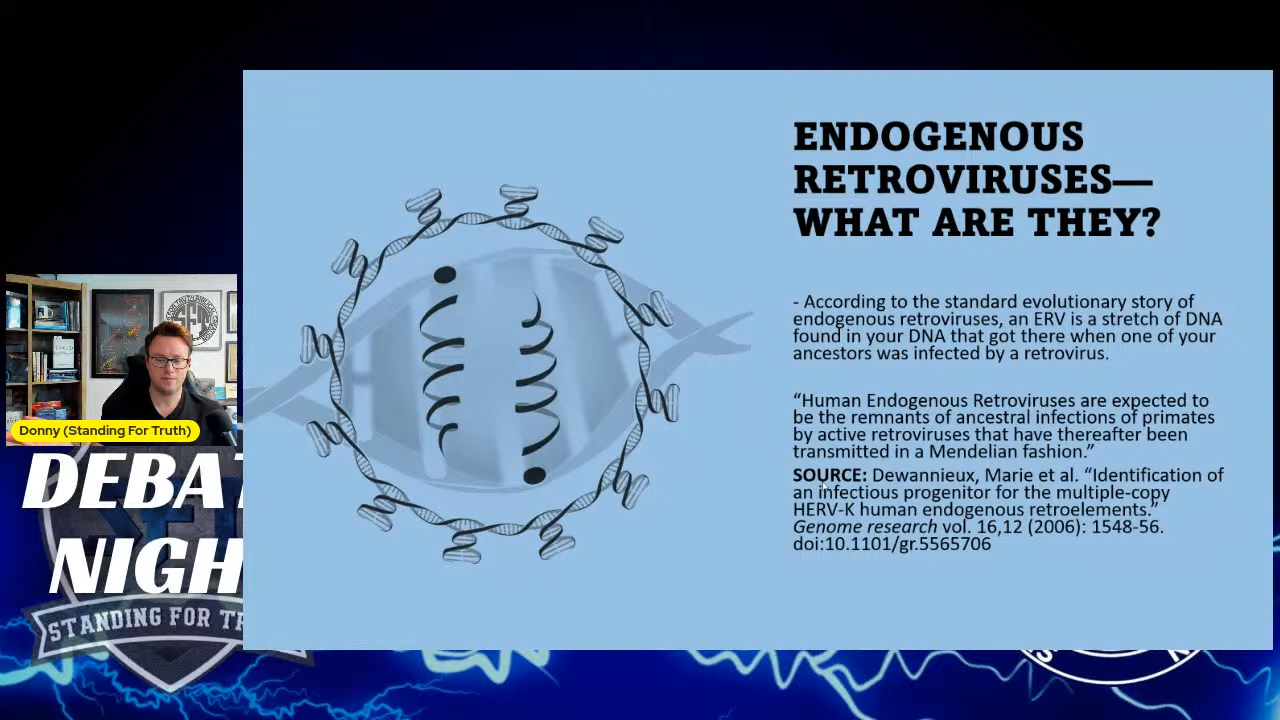 ENDOGENOUS
RETROVIRUSES—
WHAT ARE THEY?
- According to the standard evolutionary story of
endogenous retroviruses, an ERV is a stretch of DNA
found in your DNA that got there when one of your
ancestors was infected by a retrovirus.
“Human Endogenous Retroviruses are expected to
be the remnants of ancestral infections of primates
by active retroviruses that have thereafter been
transmitted in a Mendelian fashion.”
SOURCE: Dewannieux, Marie et al. “Identification of
an infectious progenitor for the multiple-copy
HERV-K human endogenous retroelements.”
Genome research vol. 16,12 (2006): 1548-56.
doi:10.1101/gr.5565706
Donny (Standing For Truth)
DEBAT
NIGH
STANDING FOR TR